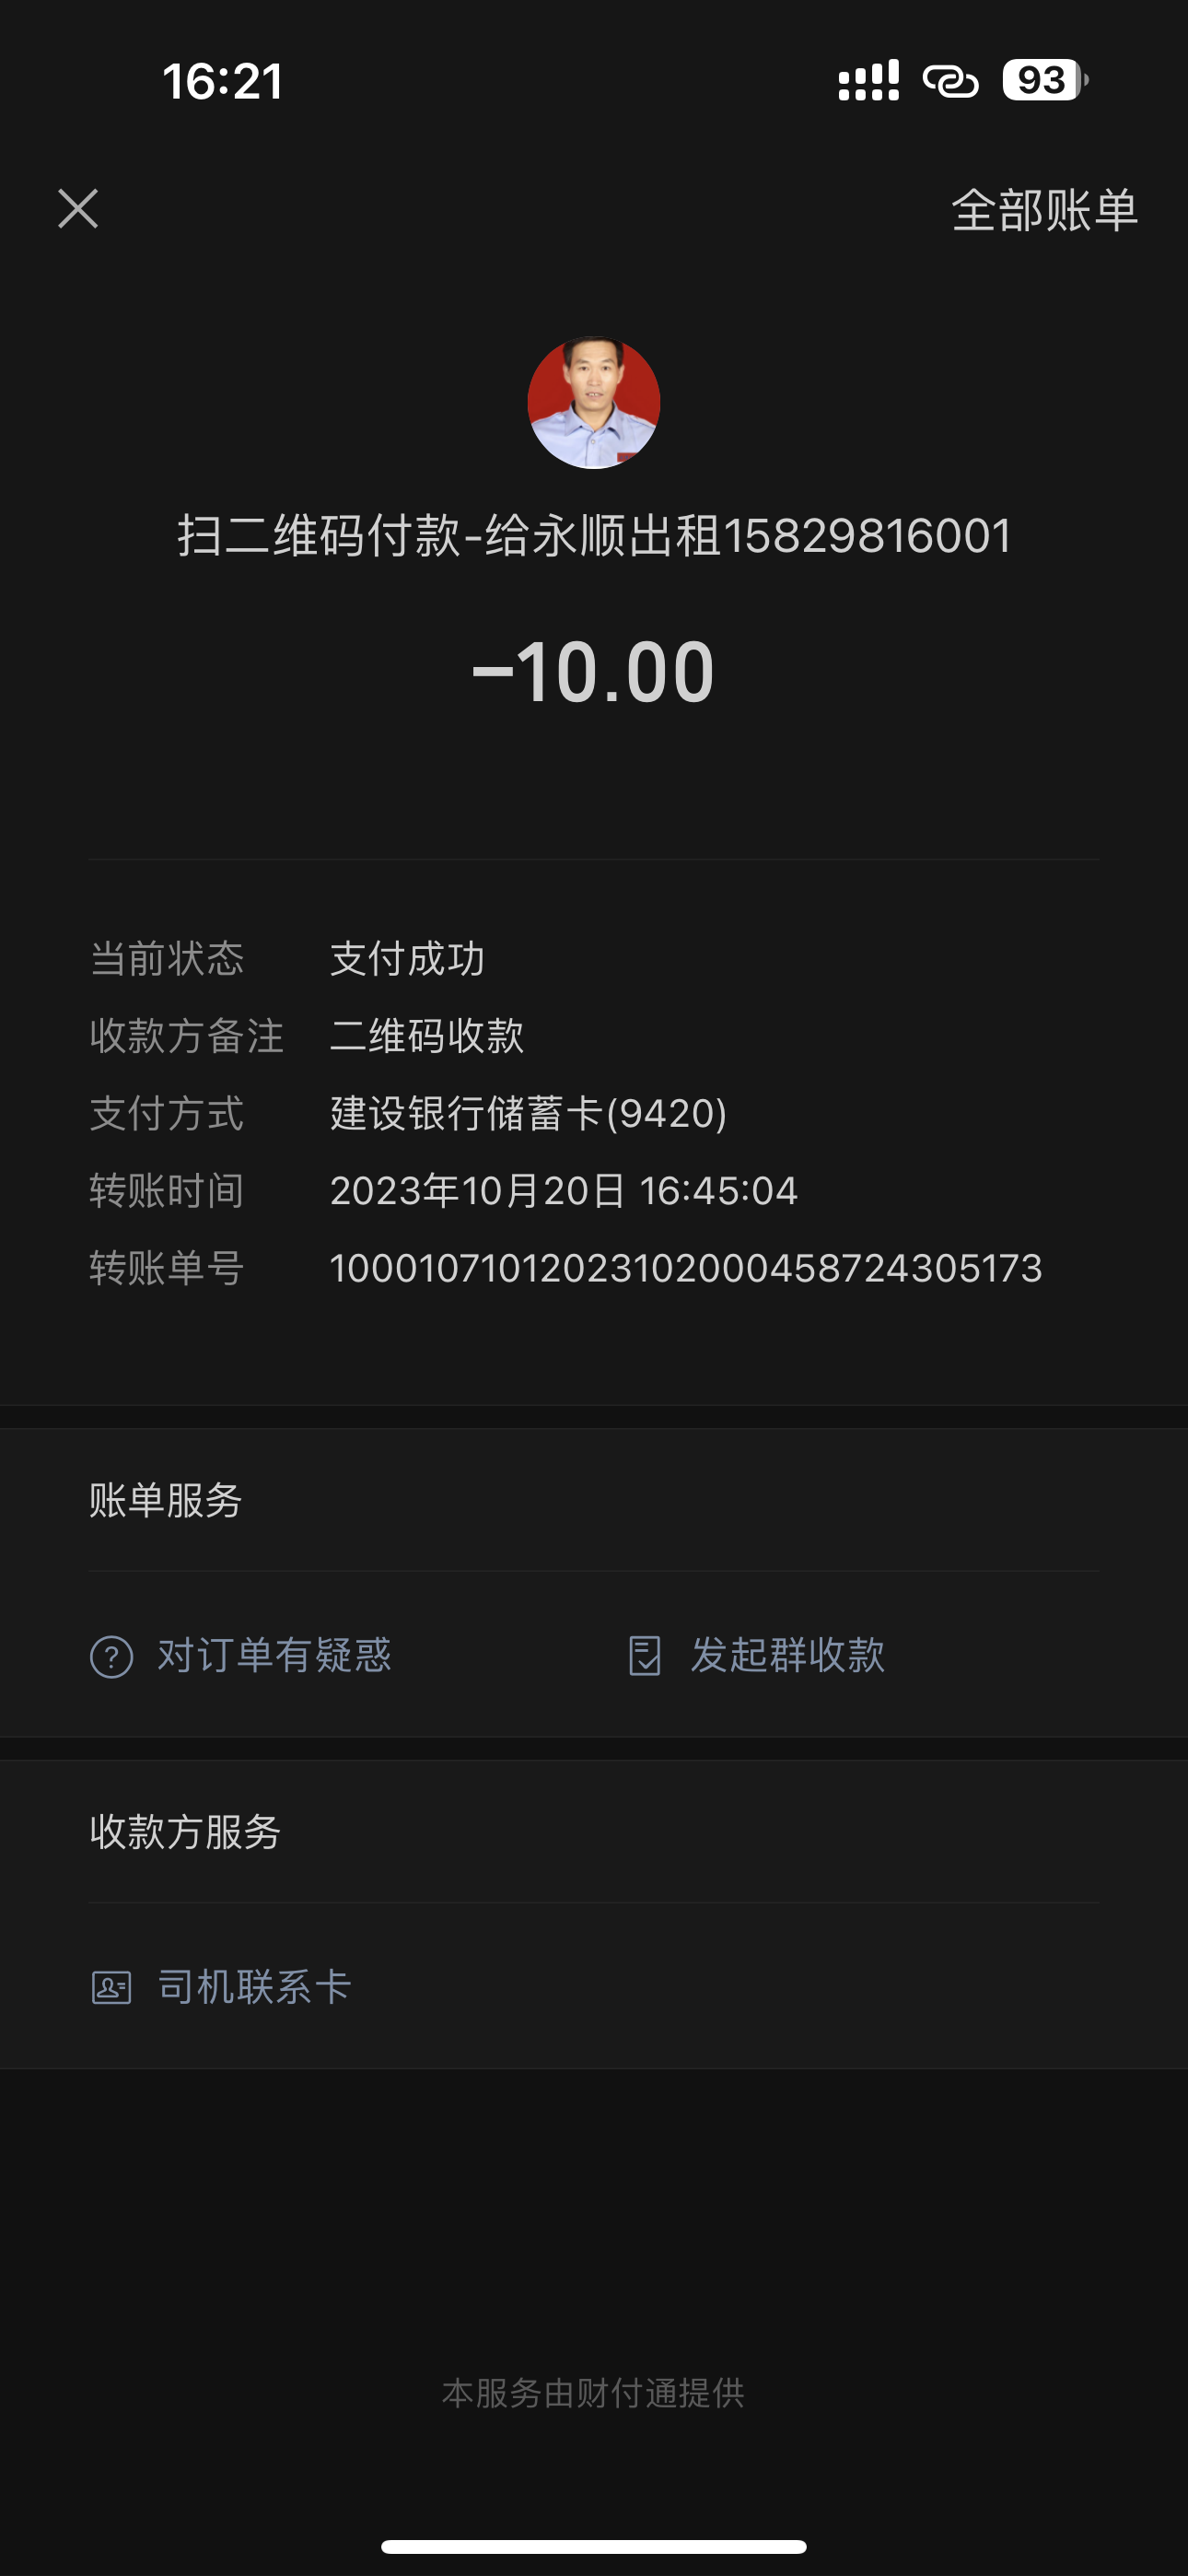 16:21
93
全部账单
扫二维码付款-给永顺出租15829816001
-10.00
当前状态 支付成功
收款方备注 二维码收款
支付方式 建设银行储蓄卡(9420)
转账时间 2023年10月20日 16:45:04
转账单号 1000107101202310200045872430517​3
账单服务
对订单有疑惑 发起群收款
收款方服务
司机联系卡
本服务由财付通提供